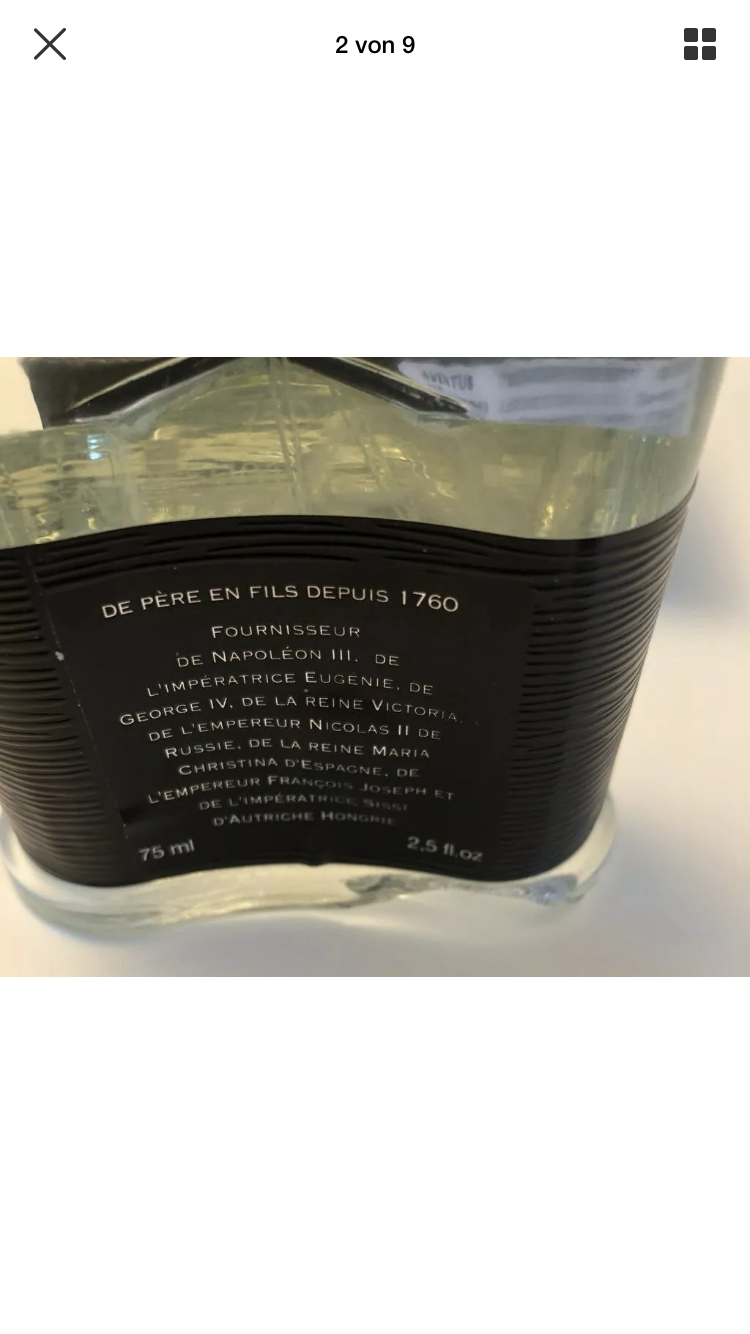 2 von 9
AVENTUS
DE PÈRE EN FILS DEPUIS 1760
FOURNISSEUR
DE NAPOLÉON III, DE
L'IMPÉRATRICE EUGÉNIE, DE
GEORGE IV, DE LA REINE VICTORIA,
DE L'EMPEREUR NICOLAS II DE
RUSSIE, DE LA REINE MARIA
CHRISTINA D'ESPAGNE, DE
L'EMPEREUR FRANÇOIS JOSEPH ET
DE L'IMPÉRATRICE SISSI
D'AUTRICHE HONGRIE
75 ml
2.5 fl.oz